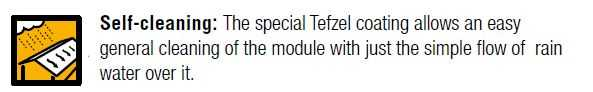 Self-cleaning: The special Tefzel coating allows an easy
general cleaning of the module with just the simple flow of rain
water over it.